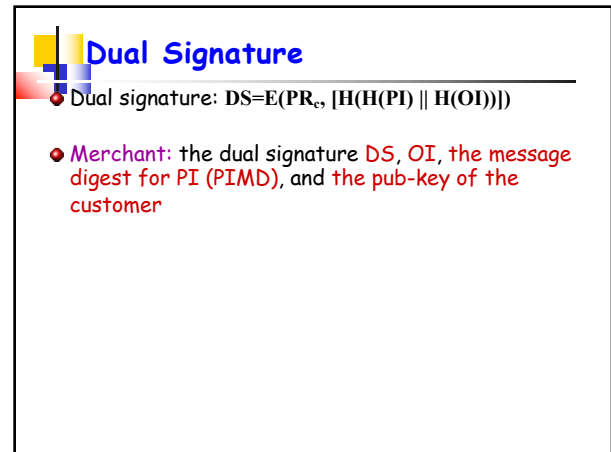 Dual Signature
Dual signature: DS=E(PRc, [H(H(PI) || H(OI))])
Merchant: the dual signature DS, OI, the message
digest for PI (PIMD), and the pub-key of the
customer